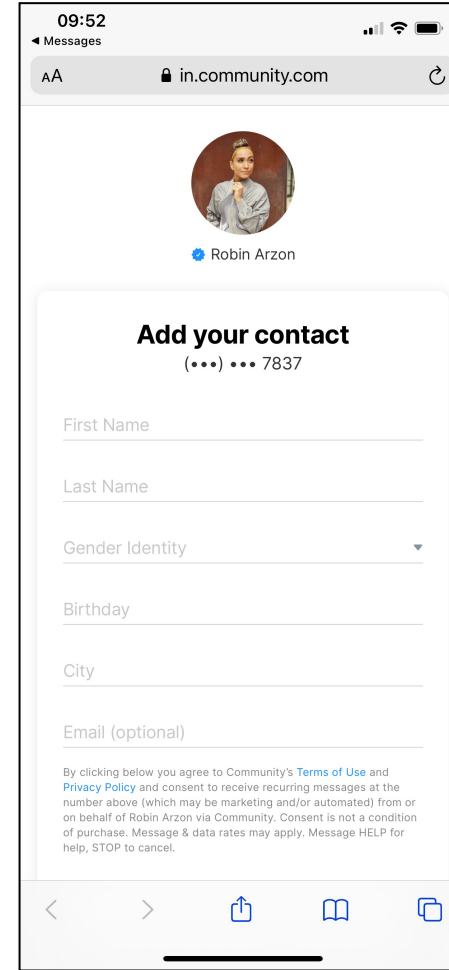 09:52
◀ Messages
AA in.community.com
Robin Arzon
Add your contact
(•••) ••• 7837
First Name
Last Name
Gender Identity
Birthday
City
Email (optional)
By clicking below you agree to Community's Terms of Use and
Privacy Policy and consent to receive recurring messages at the
number above (which may be marketing and/or automated) from or
on behalf of Robin Arzon via Community. Consent is not a condition
of purchase. Message & data rates may apply. Message HELP for
help, STOP to cancel.